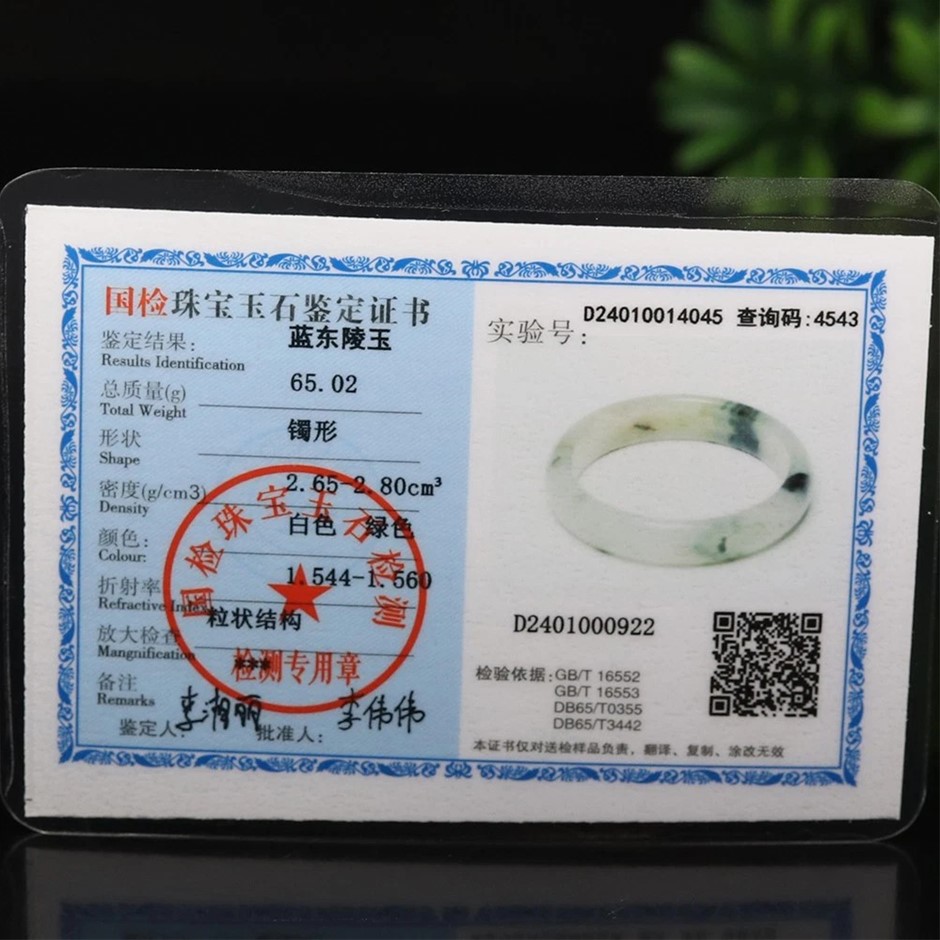 国检珠宝玉石鉴定证书
鉴定结果: 蓝东陵玉
Results Identification
总质量(g) 65.02
Total Weight
形状 镯形
Shape
密度(g/cm3) 2.65-2.80cm³
Density
颜色: 白色 绿色
Colour:
折射率 1.544-1.560
Refractive Index
放大检查 粒状结构
Mangnification
备注 ***
Remarks
鉴定人: 批准人: 李伟伟
国检珠宝玉石检测
检测专用章
实验号: D24010014045 查询码:4543
D2401000922
检验依据:GB/T 16552
GB/T 16553
DB65/T0355
DB65/T3442
本证书仅对送检样品负责，翻译、复制、涂改无效